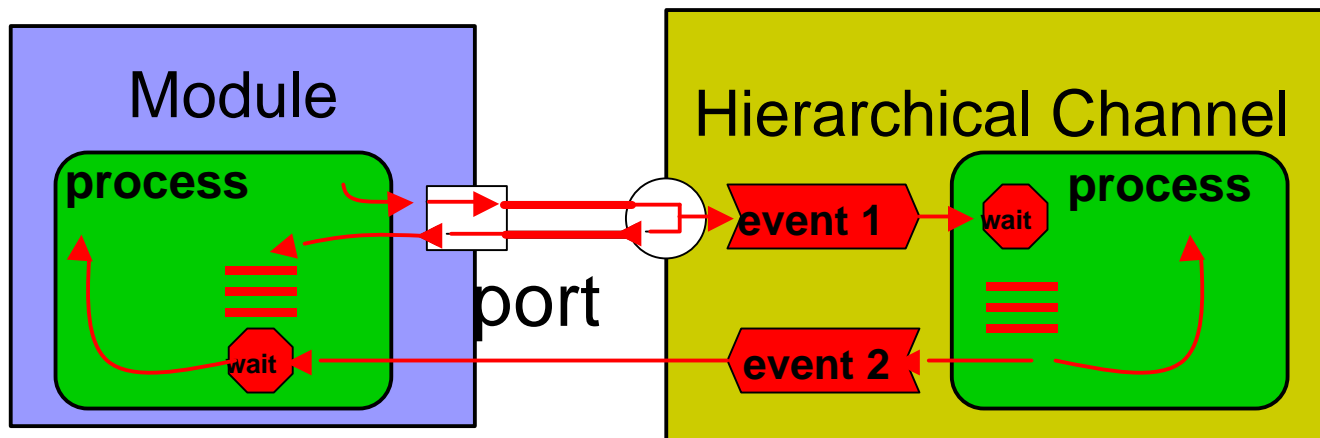 Module
Hierarchical Channel
process
process
event 1
wait
port
wait
event 2